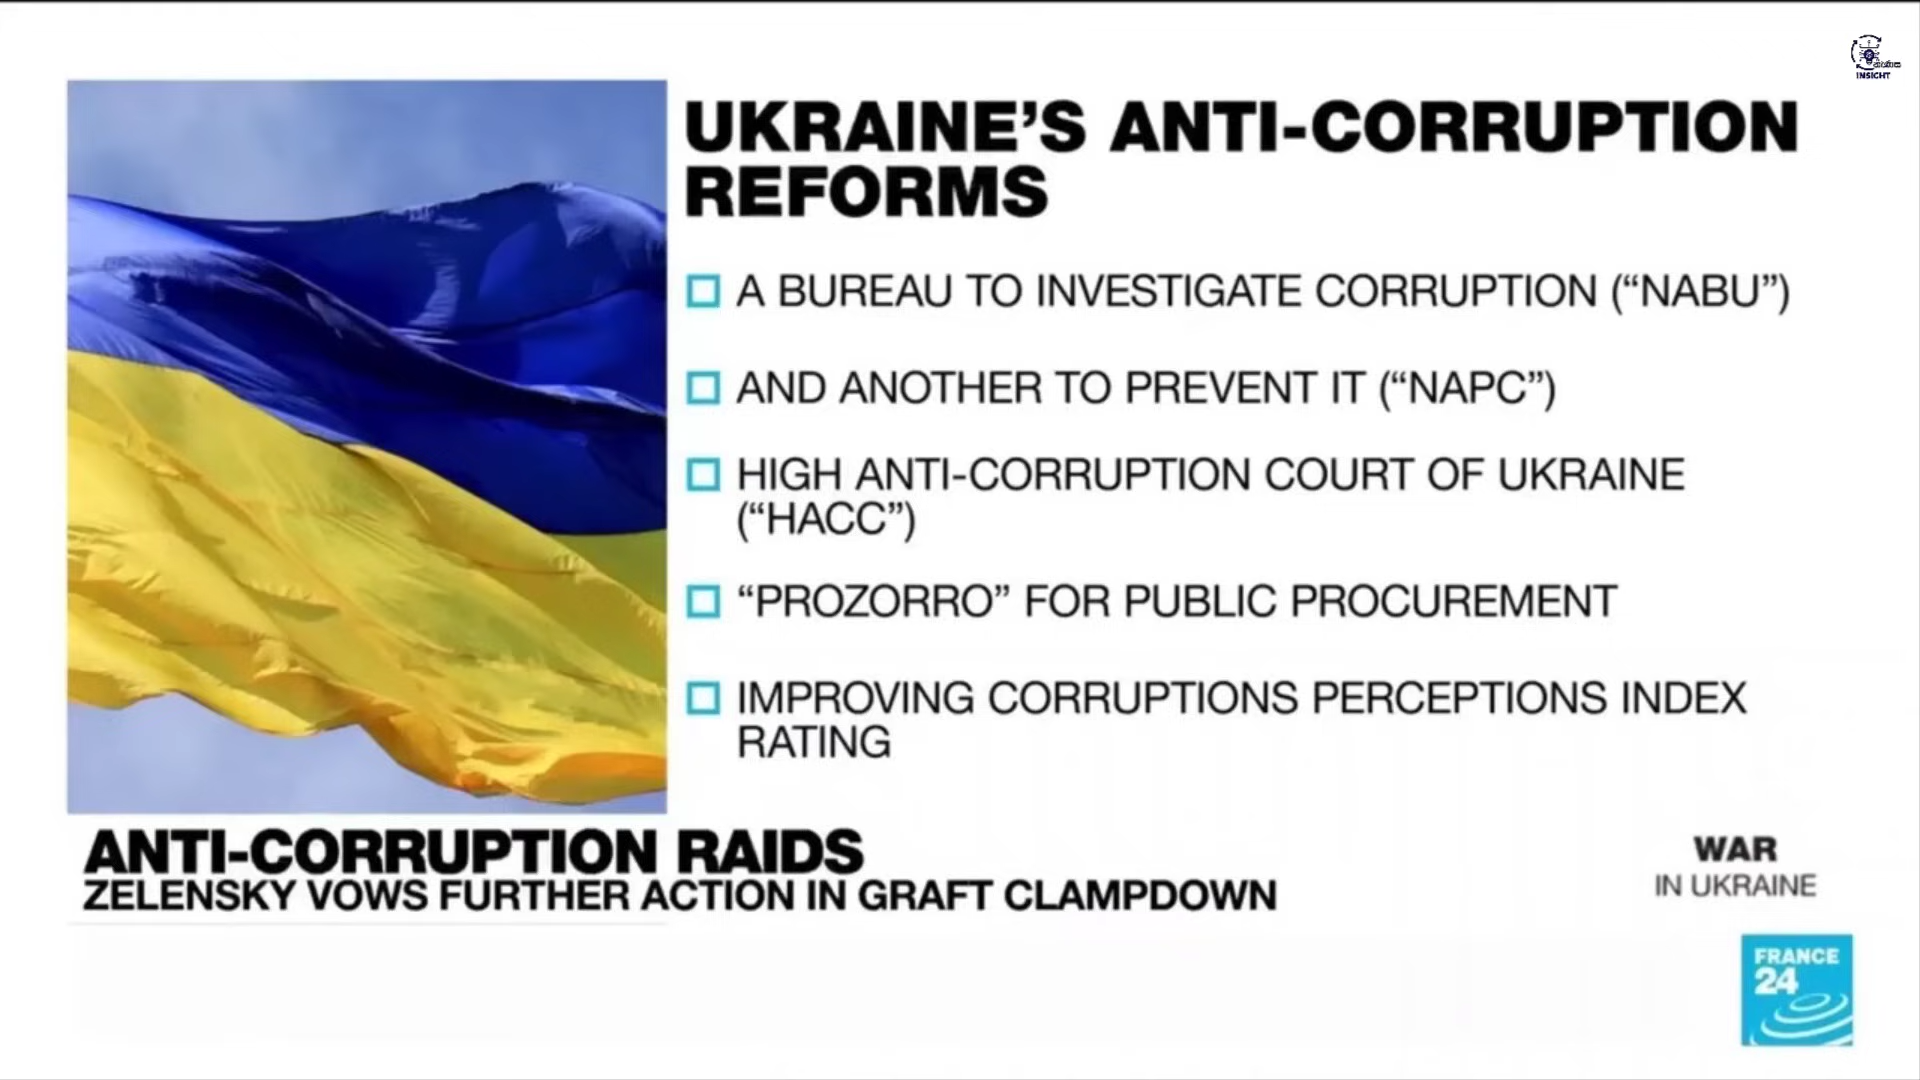 INSIGHT
UKRAINE’S ANTI-CORRUPTION
REFORMS
A BUREAU TO INVESTIGATE CORRUPTION (“NABU”)
AND ANOTHER TO PREVENT IT (“NAPC”)
HIGH ANTI-CORRUPTION COURT OF UKRAINE
(“HACC”)
“PROZORRO” FOR PUBLIC PROCUREMENT
IMPROVING CORRUPTIONS PERCEPTIONS INDEX
RATING
ANTI-CORRUPTION RAIDS
ZELENSKY VOWS FURTHER ACTION IN GRAFT CLAMPDOWN
WAR
IN UKRAINE
FRANCE
24